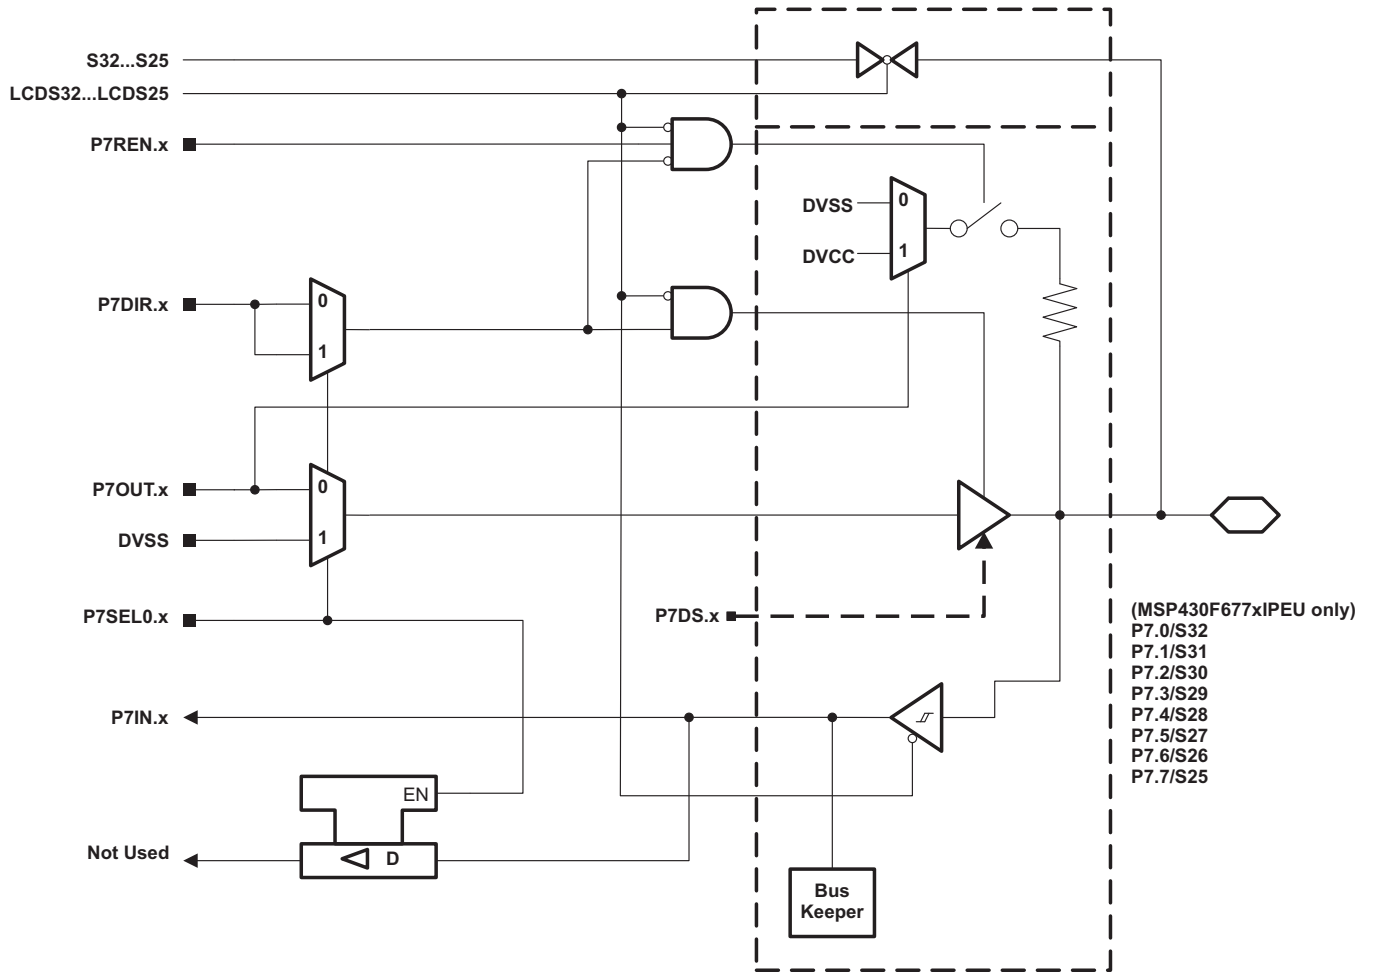 S32...S25
LCDS32...LCDS25
P7REN.x
DVSS
0
DVCC
1
P7DIR.x
0
1
P7OUT.x
0
DVSS
1
P7SEL0.x
P7DS.x
(MSP430F677xIPEU only)
P7.0/S32
P7.1/S31
P7.2/S30
P7.3/S29
P7.4/S28
P7.5/S27
P7.6/S26
P7.7/S25
P7IN.x
EN
Not Used
D
Bus
Keeper